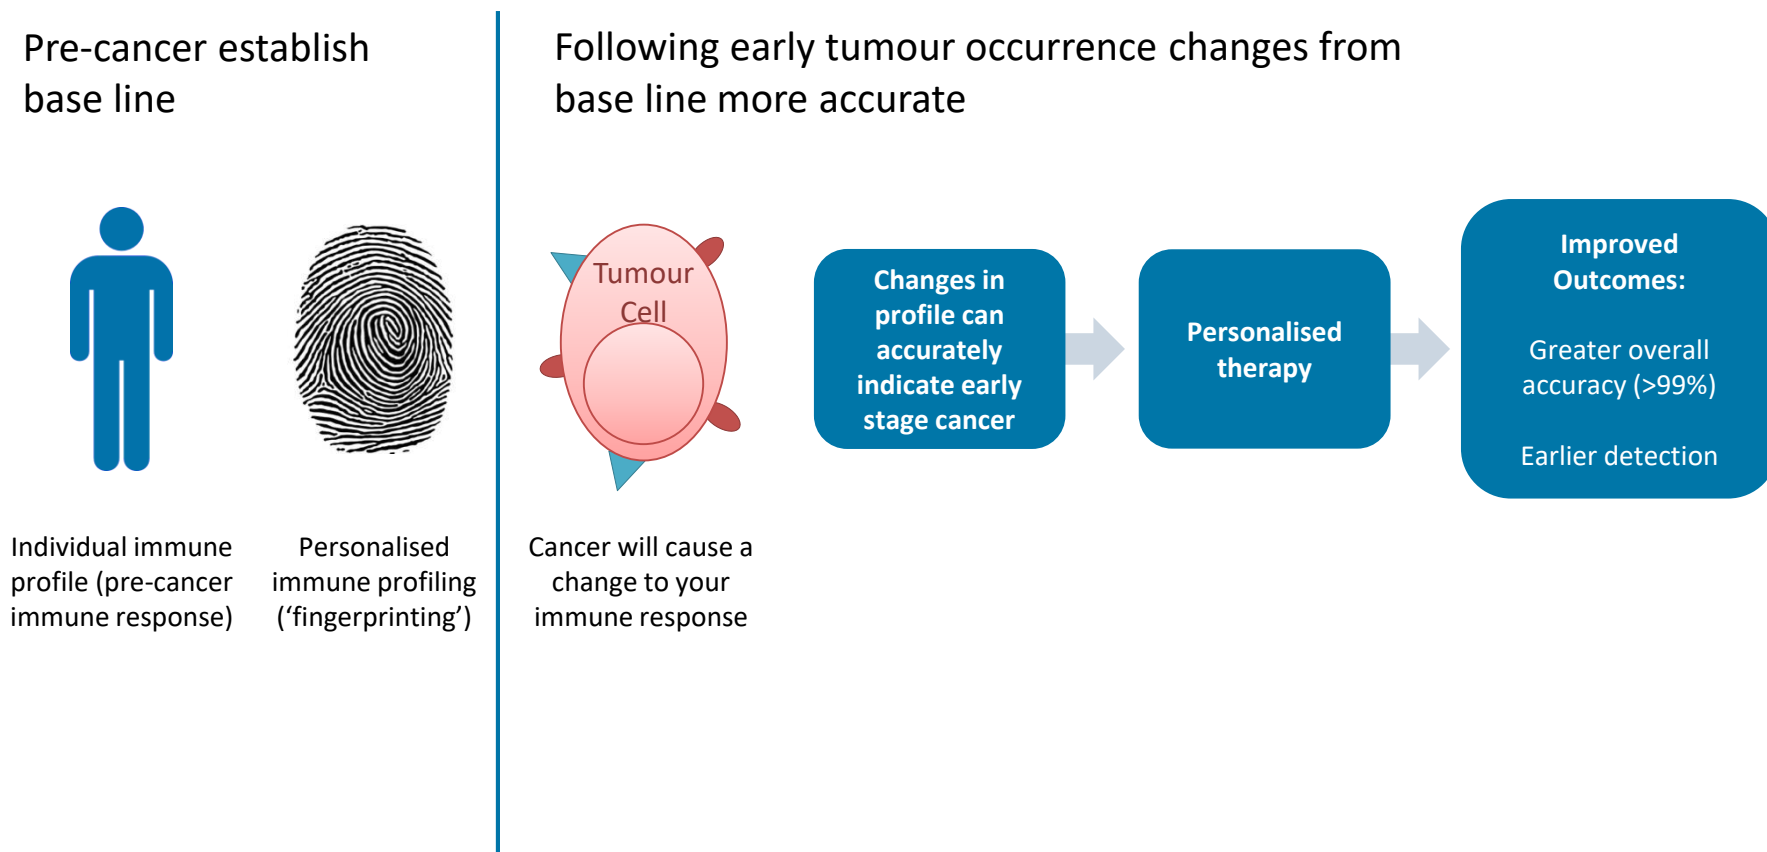 Pre-cancer establish
base line
Following early tumour occurrence changes from
base line more accurate
Individual immune
profile (pre-cancer
immune response)
Personalised
immune profiling
(‘fingerprinting’)
Tumour
Cell
Cancer will cause a
change to your
immune response
Changes in
profile can
accurately
indicate early
stage cancer
Personalised
therapy
Improved
Outcomes:
Greater overall
accuracy (>99%)
Earlier detection